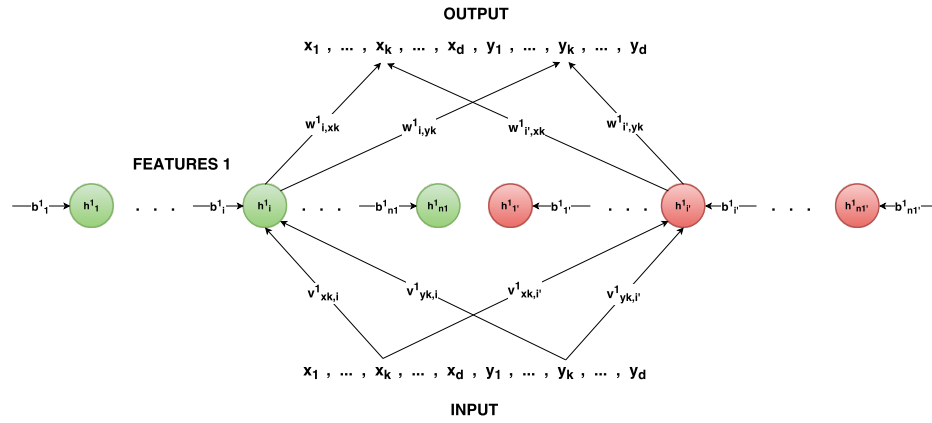 OUTPUT
x1 , ... , xk , ... , xd , y1 , ... , yk , ... , yd
w1i,xk w1i,yk w1i',xk w1i',yk
FEATURES 1
b11 h11 . . . b1i h1i . . . b1n1 h1n1 h11' b11' . . . h1i' b1i' . . . h1n1' b1n1'
v1xk,i v1yk,i v1xk,i' v1yk,i'
x1 , ... , xk , ... , xd , y1 , ... , yk , ... , yd
INPUT